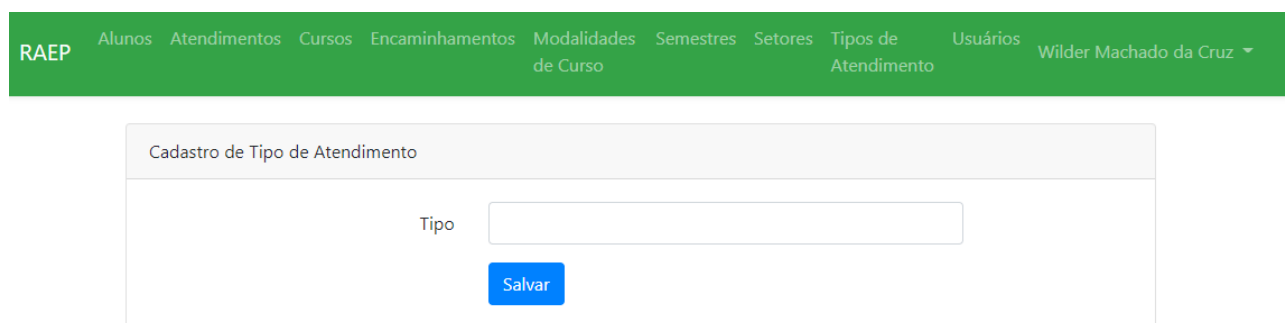 RAEP Alunos Atendimentos Cursos Encaminhamentos Modalidades de Curso Semestres Setores Tipos de Atendimento Usuários Wilder Machado da Cruz
Cadastro de Tipo de Atendimento
Tipo
Salvar